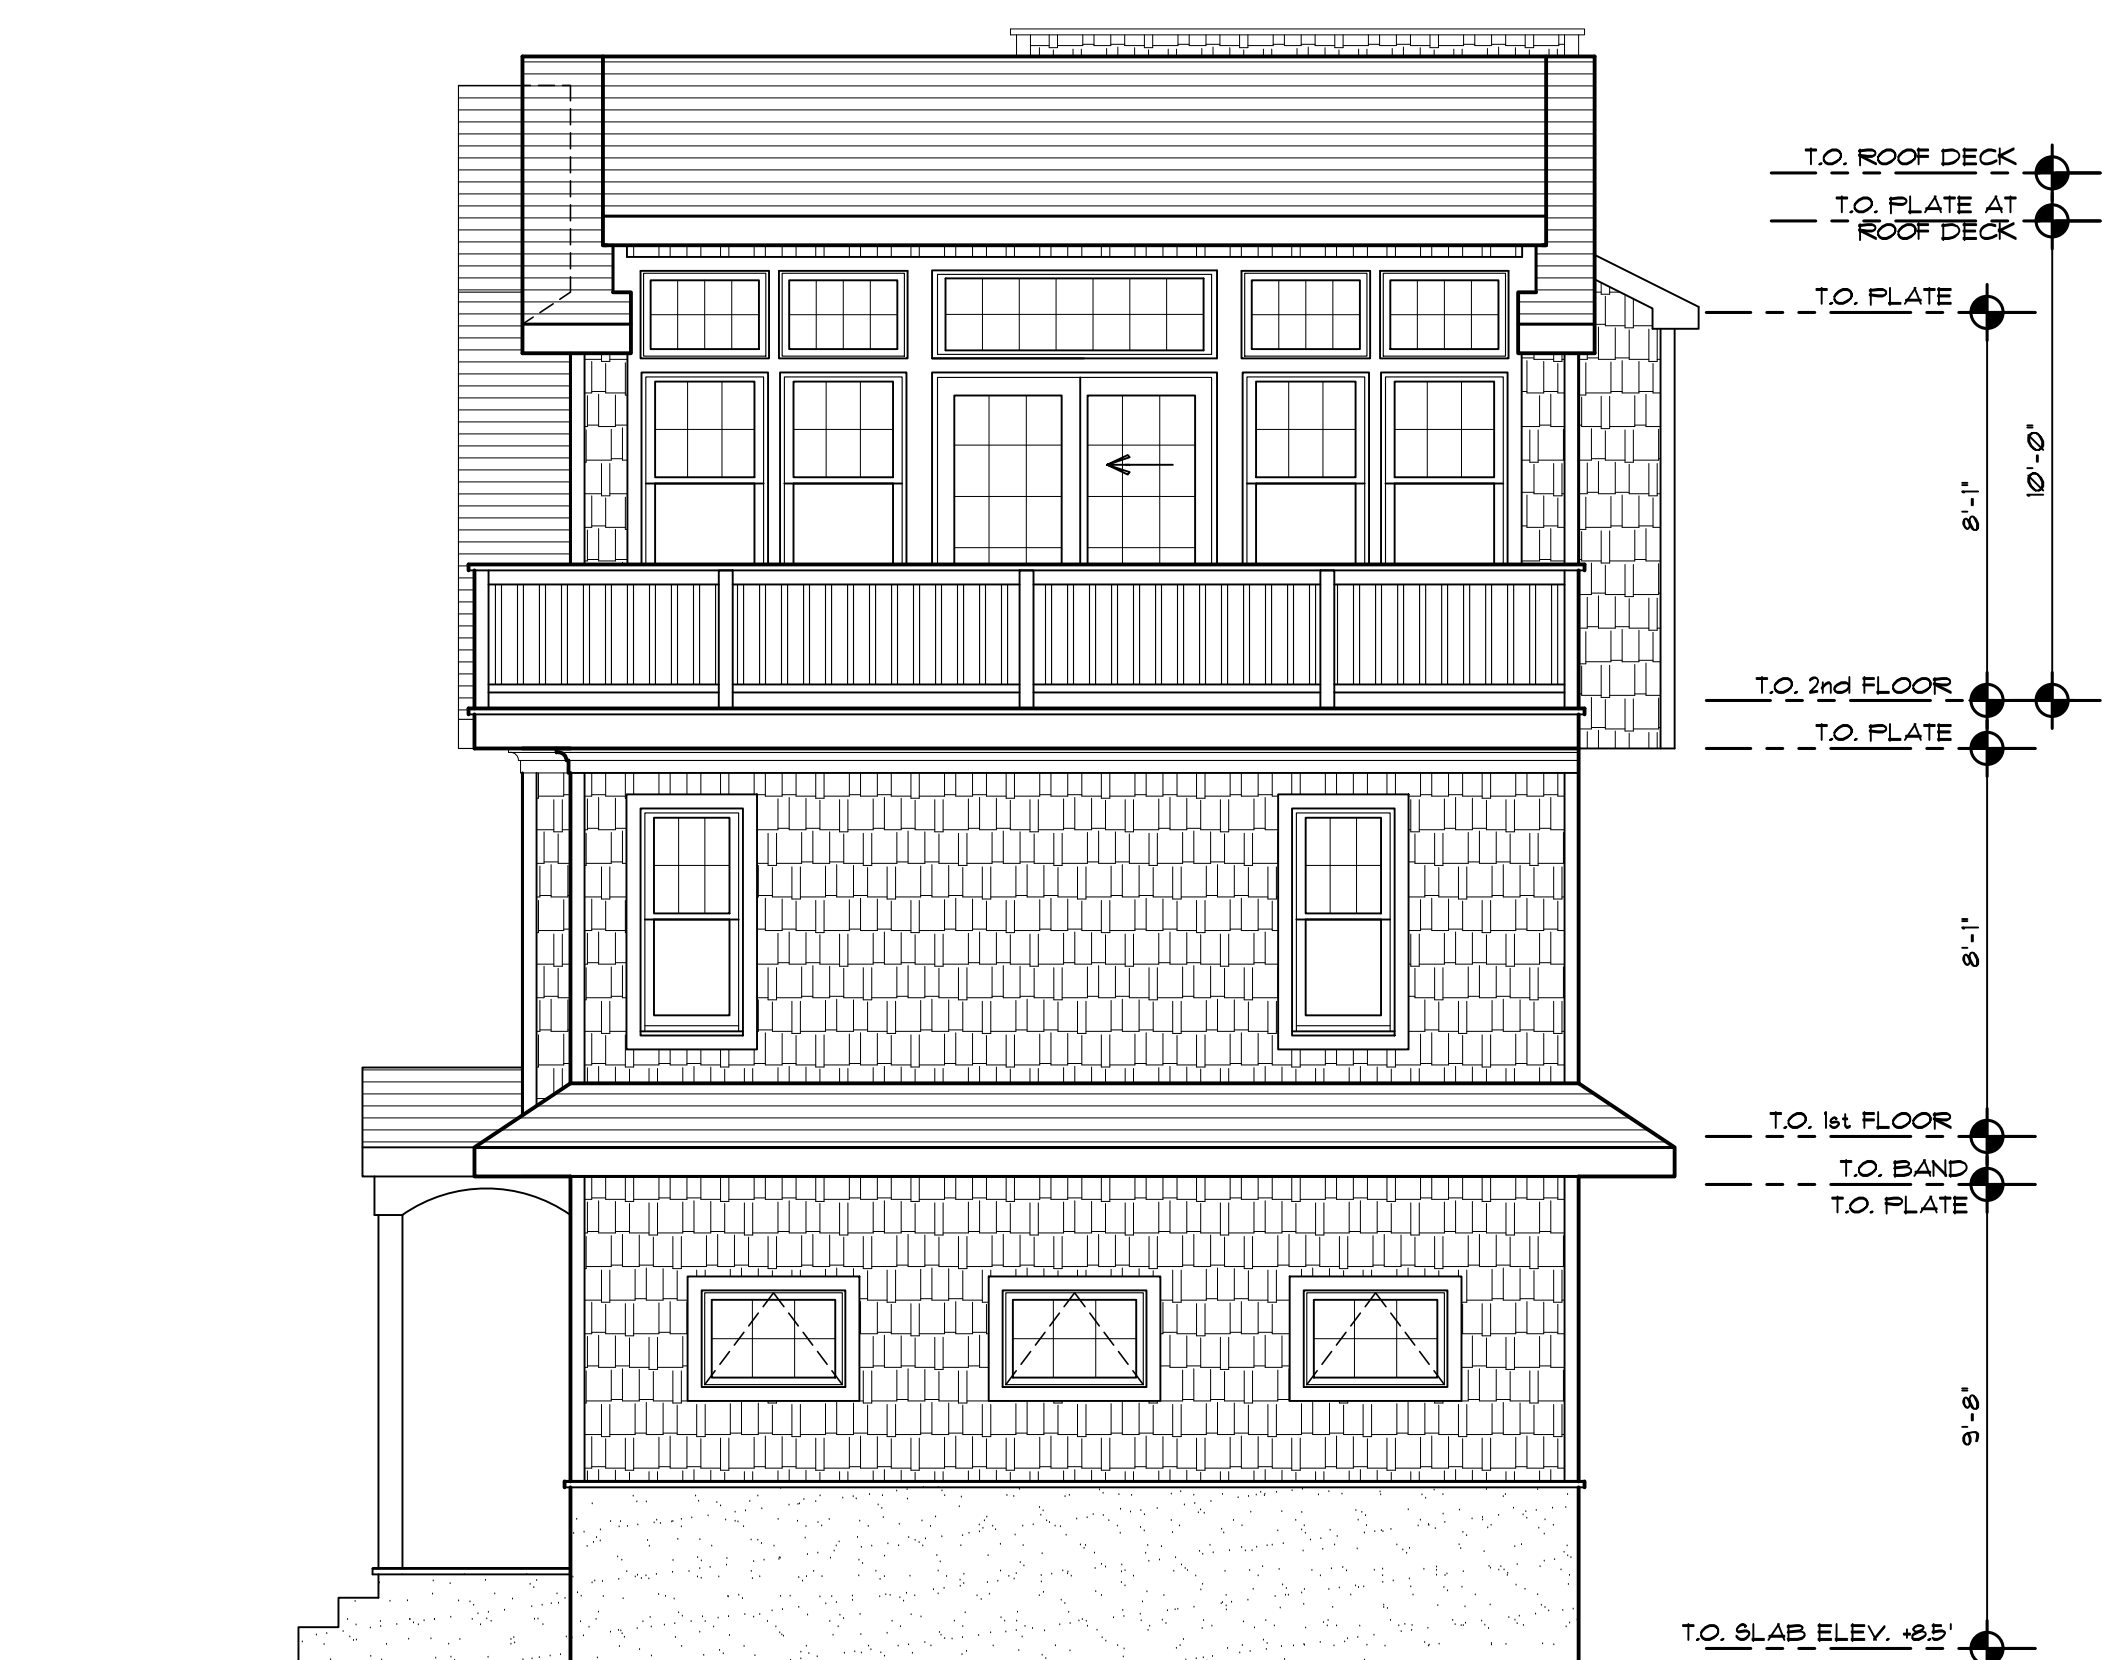 T.O. ROOF DECK
T.O. PLATE AT
ROOF DECK
T.O. PLATE
10'-0"
8'-1"
T.O. 2nd FLOOR
T.O. PLATE
8'-1"
T.O. 1st FLOOR
T.O. BAND
T.O. PLATE
9'-8"
T.O. SLAB ELEV. +8.5'